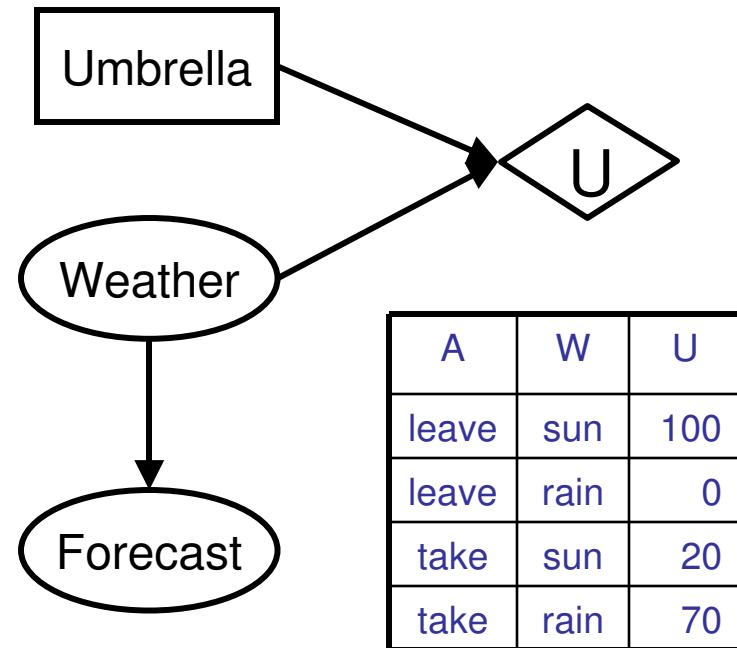 Umbrella
U
Weather
Forecast
A W U
leave sun 100
leave rain 0
take sun 20
take rain 70